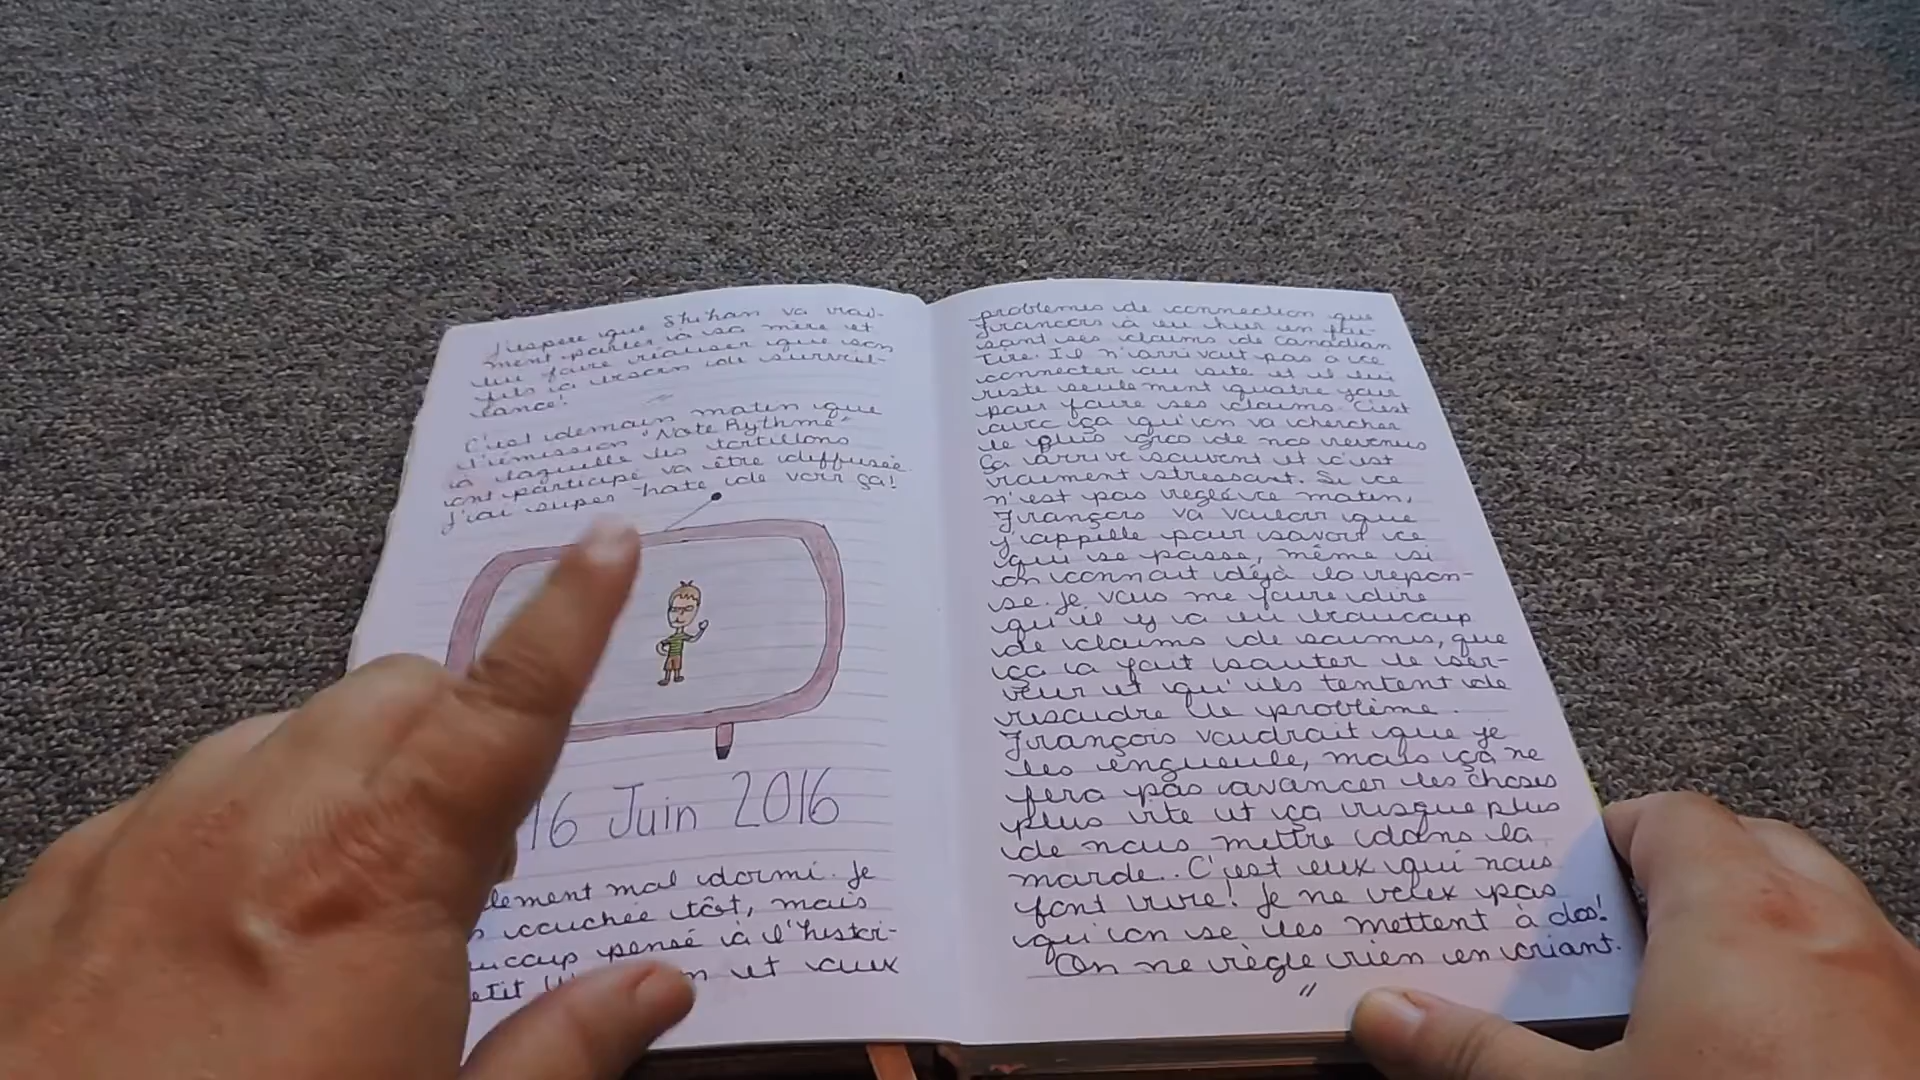 J'espère que Shihan va vrai-
ment parler à sa mère et
lui faire réaliser que son
fils a besoin de surveil-
lance!
C'est demain matin que
l'émission "Note Rythme"
à laquelle les tortillons
ont participé va être diffusée.
J'ai super hâte de voir ça!
16 Juin 2016
lement mal dormi. Je
couchée tôt, mais
ucoup pensé à l'histoi-
etit et aux
problèmes de connection que
François à eu hier en fai-
sant ses claims de Canadian
Tire. Il n'arrivait pas à ce
connecter au site et il lui
reste seulement quatre jour
pour faire ses claims. C'est
avec ça qu'on va chercher
le plus gros de nos revenus
Ça arrive souvent et c'est
vraiment stressant. Si ce
n'est pas réglé ce matin,
François va vouloir que
j'appelle pour savoir ce
qui se passe, même si
on connait déjà la répon-
se. Je vais me faire dire
qu'il y a eu beaucoup
de claims de soumis, que
ça a fait sauter le ser-
veur et qu'ils tentent de
résoudre le problème.
François voudrait que je
les engueule, mais ça ne
fera pas avancer les choses
plus vite et ça risque plus
de nous mettre dans la
marde. C'est eux qui nous
font vivre! Je ne veux pas
qu'on se les mettent à dos!
On ne règle rien en criant.